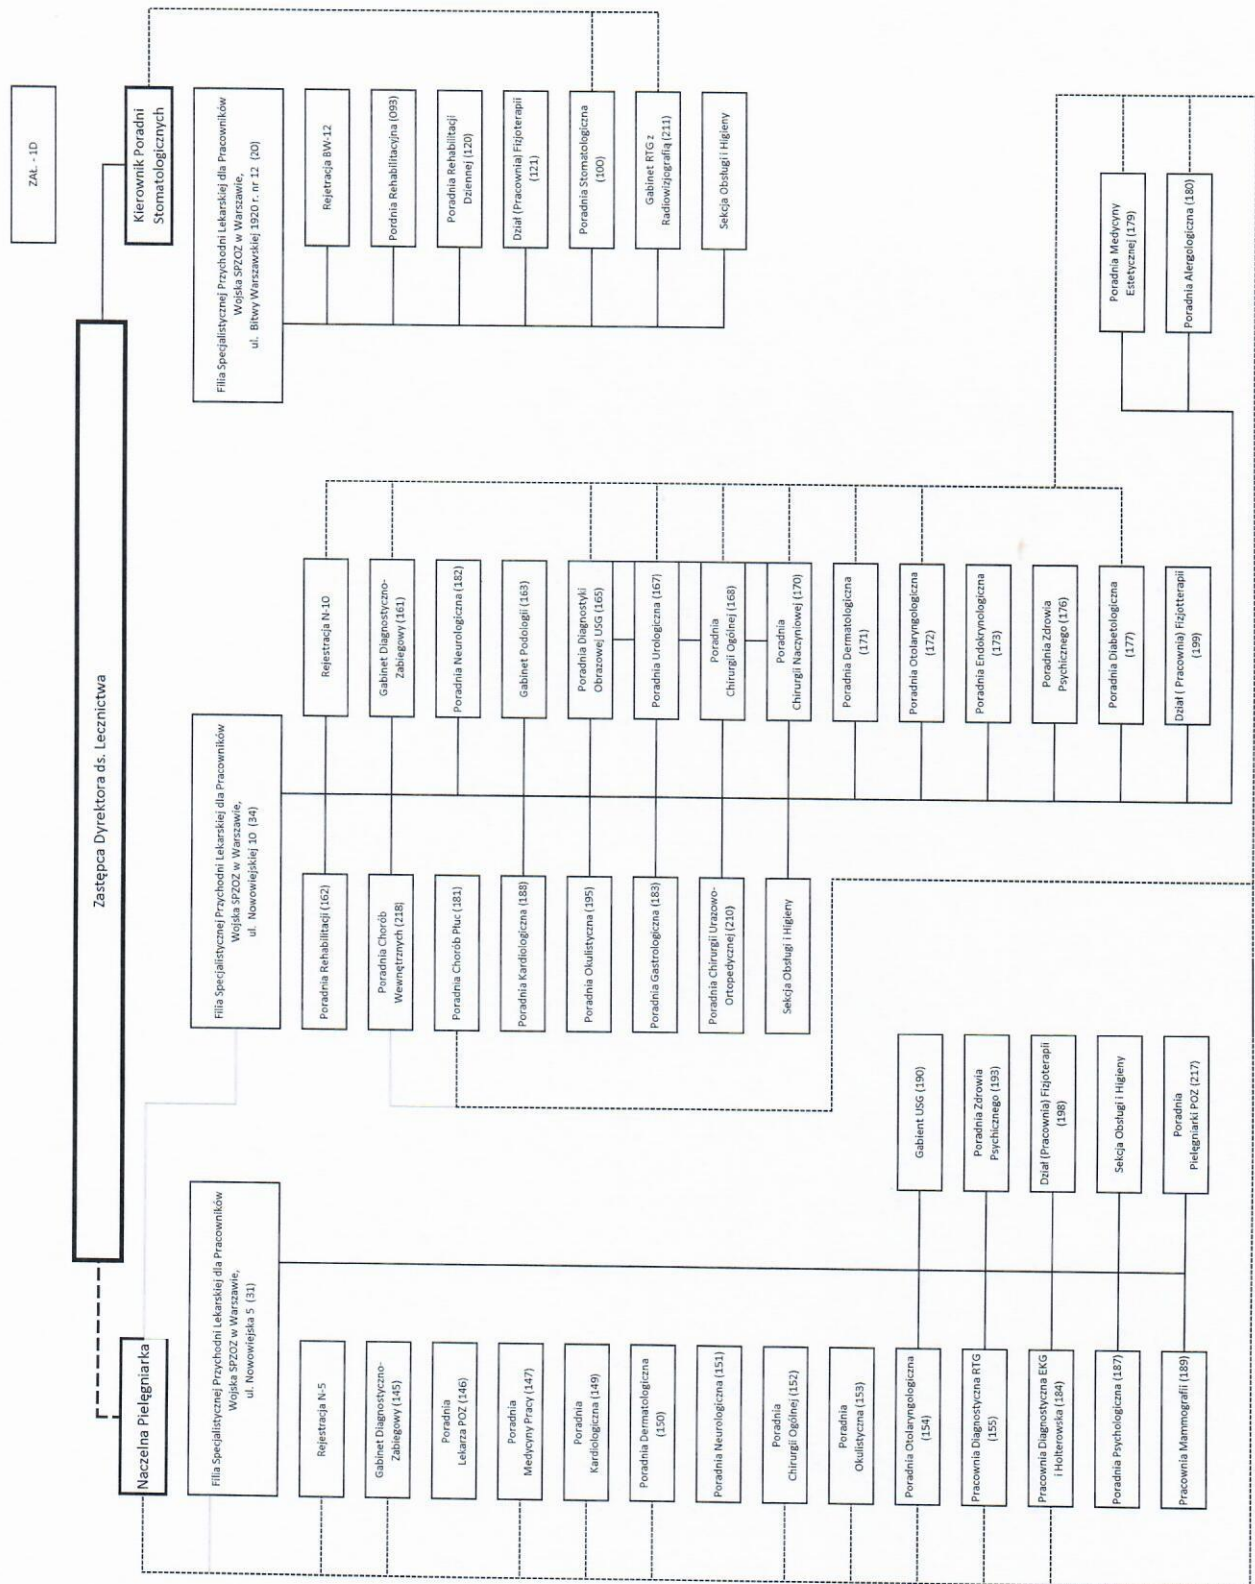 ZAŁ. - 1D
Zastępca Dyrektora ds. Lecznictwa
Naczelna Pielęgniarka
Kierownik Poradni
Stomatologicznych
Filia Specjalistycznej Przychodni Lekarskiej dla Pracowników
Wojska SPZOZ w Warszawie,
ul. Nowowiejska 5 (31)
Rejestracja N-5
Gabinet Diagnostyczno-
Zabiegowy (145)
Poradnia
Lekarza POZ (146)
Poradnia
Medycyny Pracy (147)
Poradnia
Kardiologiczna (149)
Poradnia Dermatologiczna
(150)
Poradnia Neurologiczna (151)
Poradnia
Chirurgii Ogólnej (152)
Poradnia
Okulistyczna (153)
Poradnia Otolaryngologiczna
(154)
Pracownia Diagnostyczna RTG
(155)
Pracownia Diagnostyczna EKG
i Holterowska (184)
Poradnia Psychologiczna (187)
Pracownia Mammografii (189)
Gabient USG (190)
Poradnia Zdrowia
Psychicznego (193)
Dział (Pracownia) Fizjoterapii
(198)
Sekcja Obsługi i Higieny
Poradnia
Pielęgniarki POZ (217)
Filia Specjalistycznej Przychodni Lekarskiej dla Pracowników
Wojska SPZOZ w Warszawie,
ul. Nowowiejskiej 10 (34)
Poradnia Rehabilitacji (162)
Poradnia Chorób
Wewnętrznych (218)
Poradnia Chorób Płuc (181)
Poradnia Kardiologiczna (188)
Poradnia Okulistyczna (195)
Poradnia Gastrologiczna (183)
Poradnia Chirurgii Urazowo-
Ortopedycznej (210)
Sekcja Obsługi i Higieny
Rejestracja N-10
Gabinet Diagnostyczno-
Zabiegowy (161)
Poradnia Neurologiczna (182)
Gabinet Podologii (163)
Poradnia Diagnostyki
Obrazowej USG (165)
Poradnia Urologiczna (167)
Poradnia
Chirurgii Ogólnej (168)
Poradnia
Chirurgii Naczyniowej (170)
Poradnia Dermatologiczna
(171)
Poradnia Otolaryngologiczna
(172)
Poradnia Endokrynologiczna
(173)
Poradnia Zdrowia
Psychicznego (176)
Poradnia Diabetologiczna
(177)
Dział ( Pracownia) Fizjotterapii
(199)
Poradnia Medycyny
Estetycznej (179)
Poradnia Alergologiczna (180)
Filia Specjalistycznej Przychodni Lekarskiej dla Pracowników
Wojska SPZOZ w Warszawie,
ul. Bitwy Warszawskiej 1920 r. nr 12 (20)
Rejetracja BW-12
Pordnia Rehabilitacyjna (093)
Poradnia Rehabilitacji
Dziennej (120)
Dział (Pracownia) Fizjoterapii
(121)
Poradnia Stomatologiczna
(100)
Gabinet RTG z
Radiowizjografią (211)
Sekcja Obsługi i Higieny